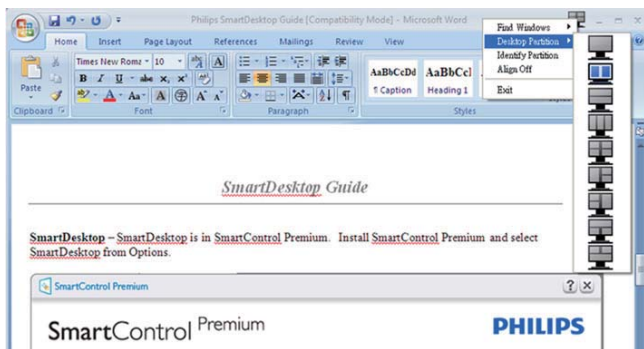 Philips SmartDesktop Guide [Compatibility Mode] - Microsoft Word
Find Windows
Desktop Partition
Identify Partition
Align Off
Exit
Home Insert Page Layout References Mailings Review View
Paste
Clipboard
Times New Roma 10
B I U abe x, x²
Aa A A A
Font
Paragraph
AaBbCcDd AaBbCcI
¶ Caption Heading 1
Styles
SmartDesktop Guide
SmartDesktop – SmartDesktop is in SmartControl Premium. Install SmartControl Premium and select
SmartDesktop from Options.
SmartControl Premium
? x
SmartControl Premium
PHILIPS